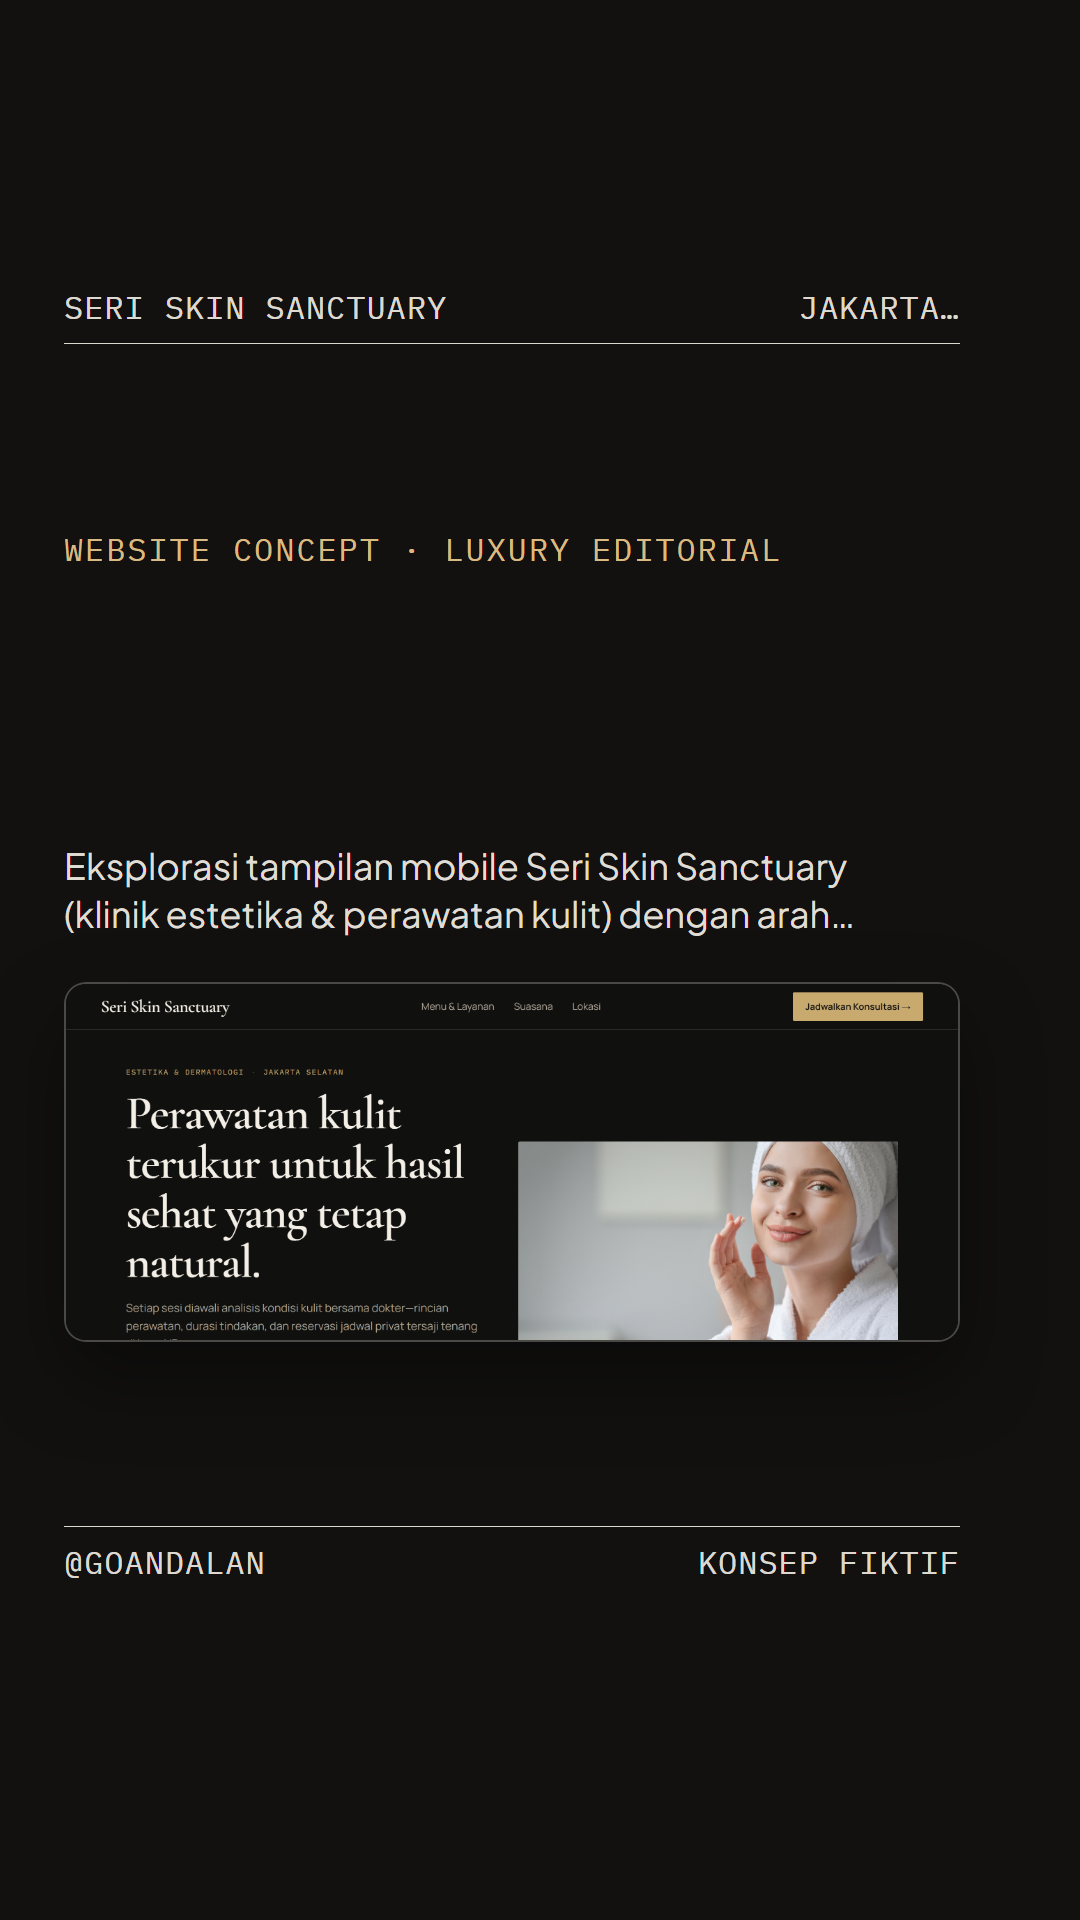 SERI SKIN SANCTUARY JAKARTA…
WEBSITE CONCEPT · LUXURY EDITORIAL
Eksplorasi tampilan mobile Seri Skin Sanctuary
(klinik estetika & perawatan kulit) dengan arah…
Seri Skin Sanctuary Menu & Layanan Suasana Lokasi Jadwalkan Konsultasi →
ESTETIKA & DERMATOLOGI · JAKARTA SELATAN
Perawatan kulit
terukur untuk hasil
sehat yang tetap
natural.
Setiap sesi diawali analisis kondisi kulit bersama dokter—rincian
perawatan, durasi tindakan, dan reservasi jadwal privat tersaji tenang
@GOANDALAN KONSEP FIKTIF